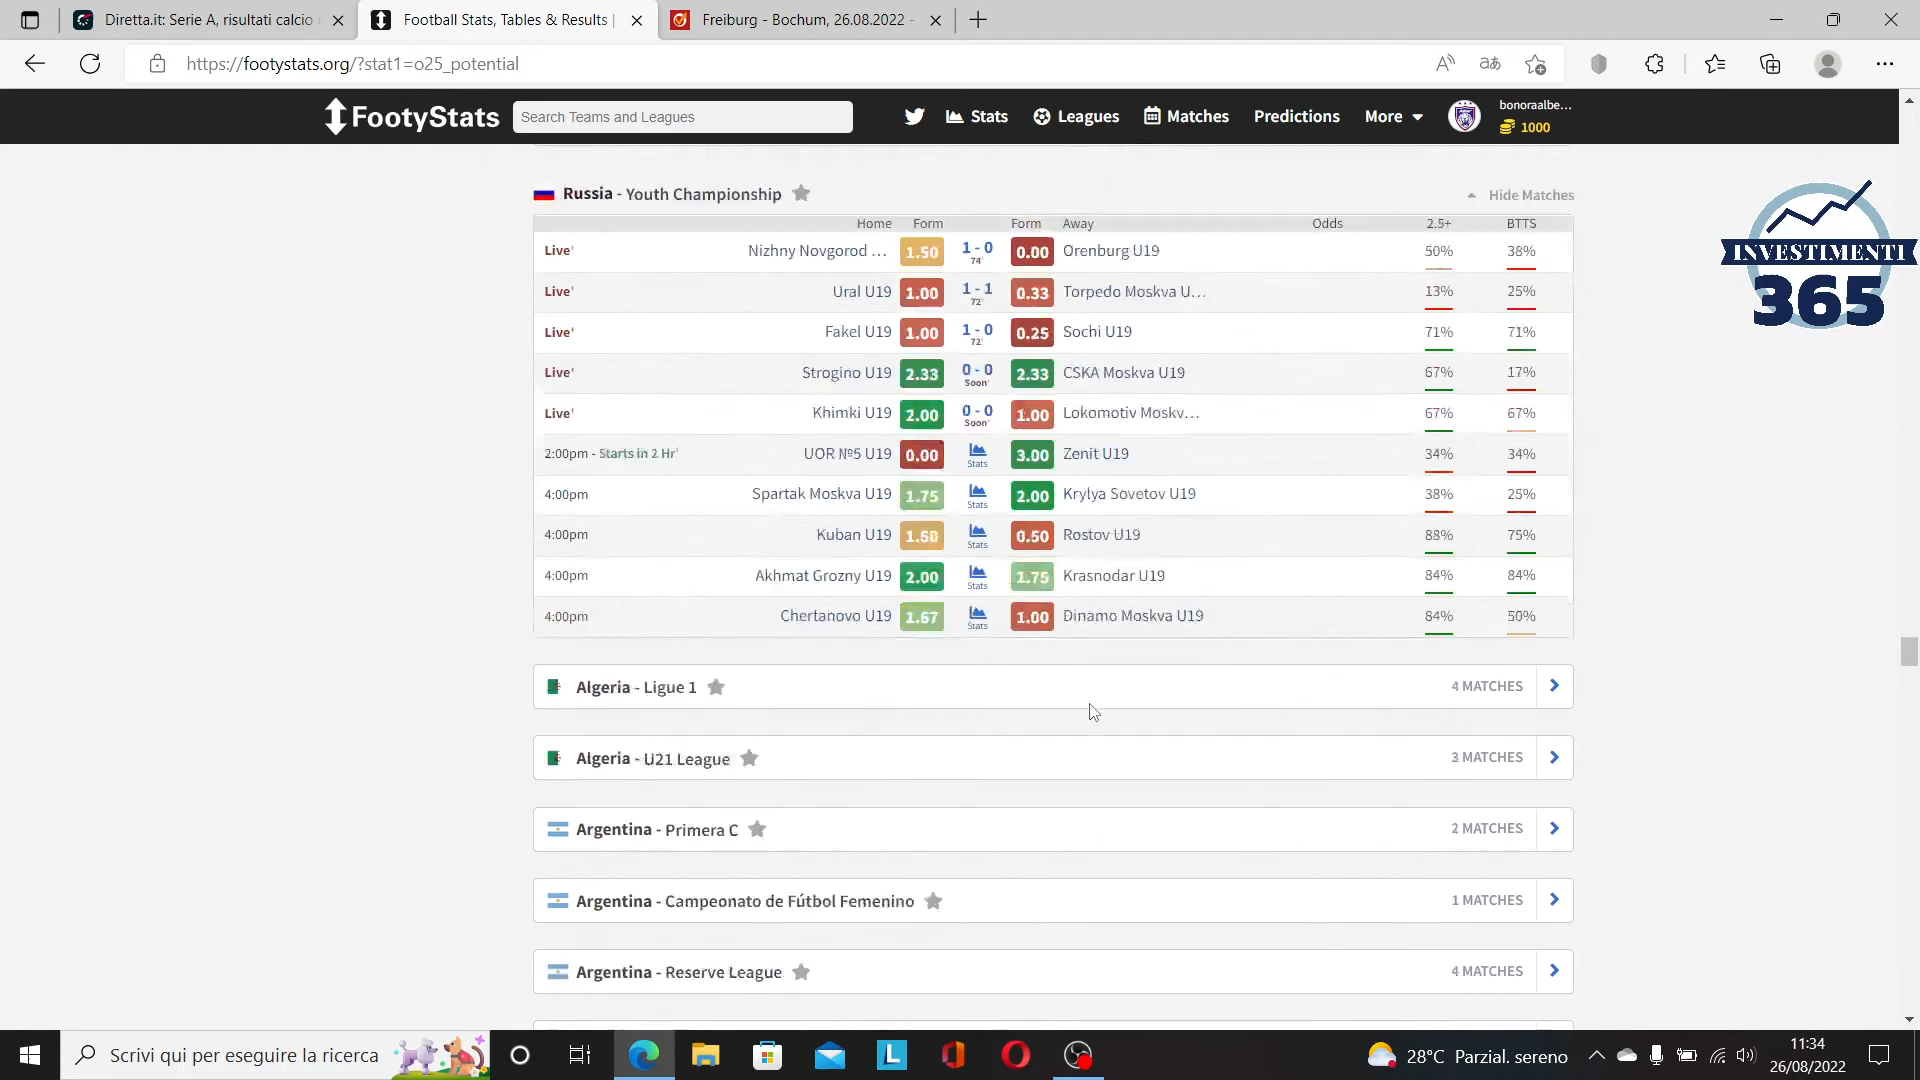 Diretta.it: Serie A, risultati calcio
Football Stats, Tables & Results |
Freiburg - Bochum, 26.08.2022 -
https://footystats.org/?stat1=o25_potential
FootyStats
Search Teams and Leagues
Stats
Leagues
Matches
Predictions
More
bonoraalbe...
1000
Russia - Youth Championship
Hide Matches
INVESTIMENTI
365
Home Form Form Away Odds 2.5+ BTTS
Live' Nizhny Novgorod ... 1.50 1 - 0 74' 0.00 Orenburg U19 50% 38%
Live' Ural U19 1.00 1 - 1 72' 0.33 Torpedo Moskva U... 13% 25%
Live' Fakel U19 1.00 1 - 0 72' 0.25 Sochi U19 71% 71%
Live' Strogino U19 2.33 0 - 0 Soon' 2.33 CSKA Moskva U19 67% 17%
Live' Khimki U19 2.00 0 - 0 Soon' 1.00 Lokomotiv Moskv... 67% 67%
2:00pm - Starts in 2 Hr' UOR №5 U19 0.00 Stats 3.00 Zenit U19 34% 34%
4:00pm Spartak Moskva U19 1.75 Stats 2.00 Krylya Sovetov U19 38% 25%
4:00pm Kuban U19 1.60 Stats 0.50 Rostov U19 88% 75%
4:00pm Akhmat Grozny U19 2.00 Stats 1.75 Krasnodar U19 84% 84%
4:00pm Chertanovo U19 1.67 Stats 1.00 Dinamo Moskva U19 84% 50%
Algeria - Ligue 1 4 MATCHES
Algeria - U21 League 3 MATCHES
Argentina - Primera C 2 MATCHES
Argentina - Campeonato de Fútbol Femenino 1 MATCHES
Argentina - Reserve League 4 MATCHES
Scrivi qui per eseguire la ricerca
28°C Parzial. sereno
11:34
26/08/2022